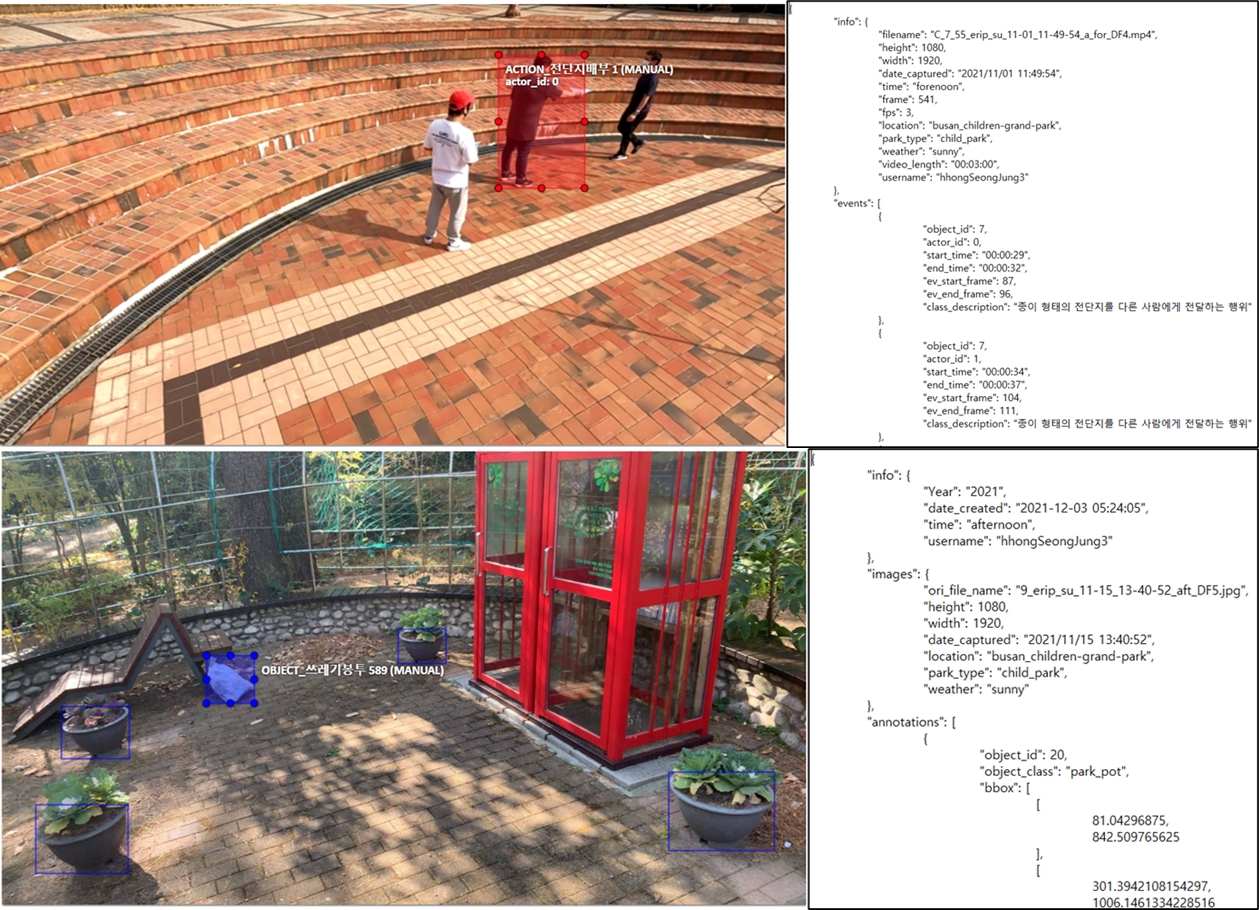 ACTION_전단지배부 1 (MANUAL)
actor_id: 0
{
"info": {
"filename": "C_7_55_erip_su_11-01_11-49-54_a_for_DF4.mp4",
"height": 1080,
"width": 1920,
"date_captured": "2021/11/01 11:49:54",
"time": "forenoon",
"frame": 541,
"fps": 3,
"location": "busan_children-grand-park",
"park_type": "child_park",
"weather": "sunny",
"video_length": "00:03:00",
"username": "hhongSeongJung3"
},
"events": [
{
"object_id": 7,
"actor_id": 0,
"start_time": "00:00:29",
"end_time": "00:00:32",
"ev_start_frame": 87,
"ev_end_frame": 96,
"class_description": "종이 형태의 전단지를 다른 사람에게 전달하는 행위"
},
{
"object_id": 7,
"actor_id": 1,
"start_time": "00:00:34",
"end_time": "00:00:37",
"ev_start_frame": 104,
"ev_end_frame": 111,
"class_description": "종이 형태의 전단지를 다른 사람에게 전달하는 행위"
},
OBJECT_쓰레기봉투 589 (MANUAL)
{
"info": {
"Year": "2021",
"date_created": "2021-12-03 05:24:05",
"time": "afternoon",
"username": "hhongSeongJung3"
},
"images": {
"ori_file_name": "9_erip_su_11-15_13-40-52_aft_DF5.jpg",
"height": 1080,
"width": 1920,
"date_captured": "2021/11/15 13:40:52",
"location": "busan_children-grand-park",
"park_type": "child_park",
"weather": "sunny"
},
"annotations": [
{
"object_id": 20,
"object_class": "park_pot",
"bbox": [
[
81.04296875,
842.509765625
],
[
301.3942108154297,
1006.1461334228516